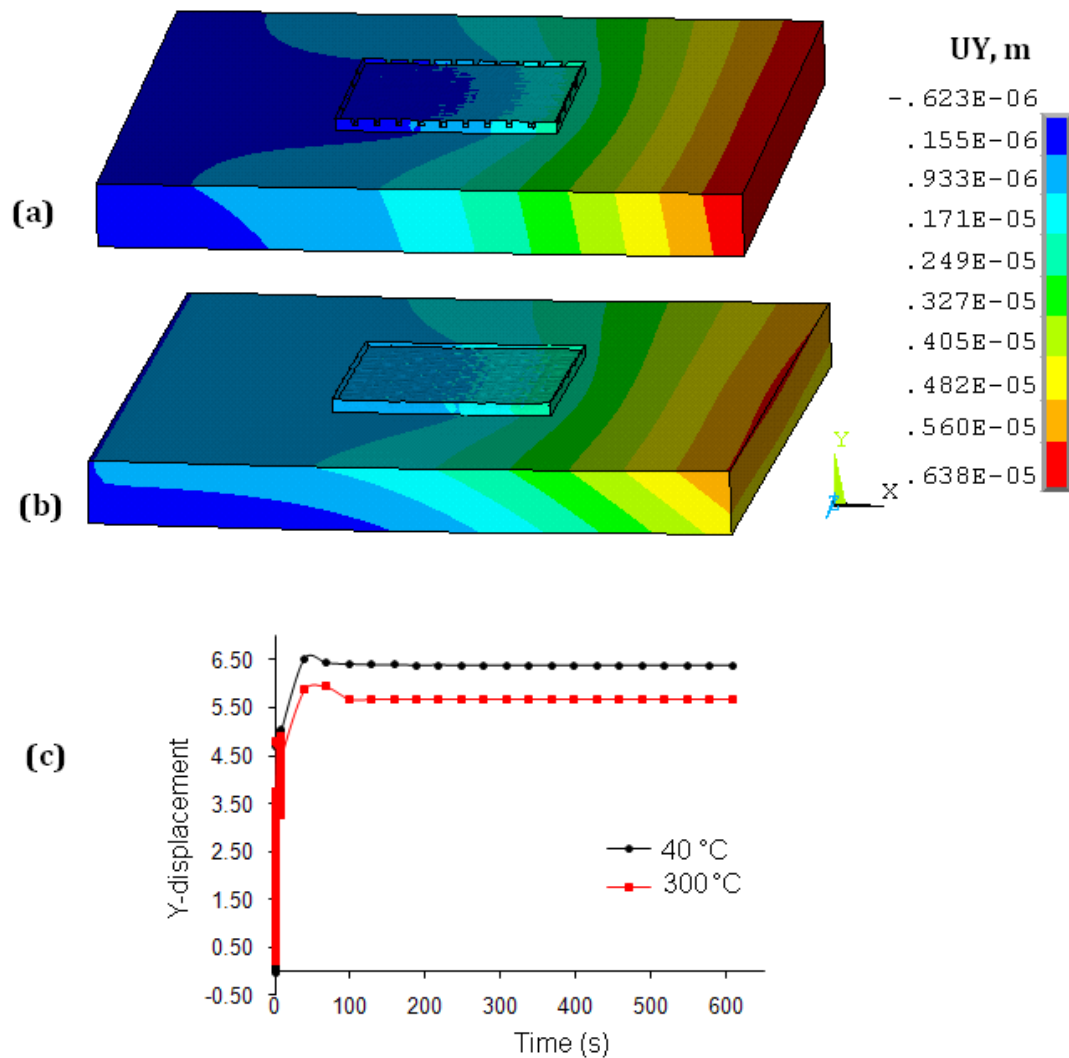 UY, m
-.623E-06
.155E-06
.933E-06
.171E-05
.249E-05
.327E-05
.405E-05
.482E-05
.560E-05
.638E-05
(a)
(b)
Y
X
Z
(c)
Y-displacement
6.50
5.50
4.50
3.50
2.50
1.50
0.50
-0.50
0 100 200 300 400 500 600
Time (s)
40 °C
300 °C